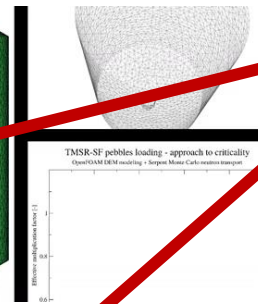 TMSR-SF pebbles loading - approach to criticality
OpenFOAM DEM modeling + Serpent Monte Carlo neutron transport
Effective multiplication factor [-]
1
0.8
0.6